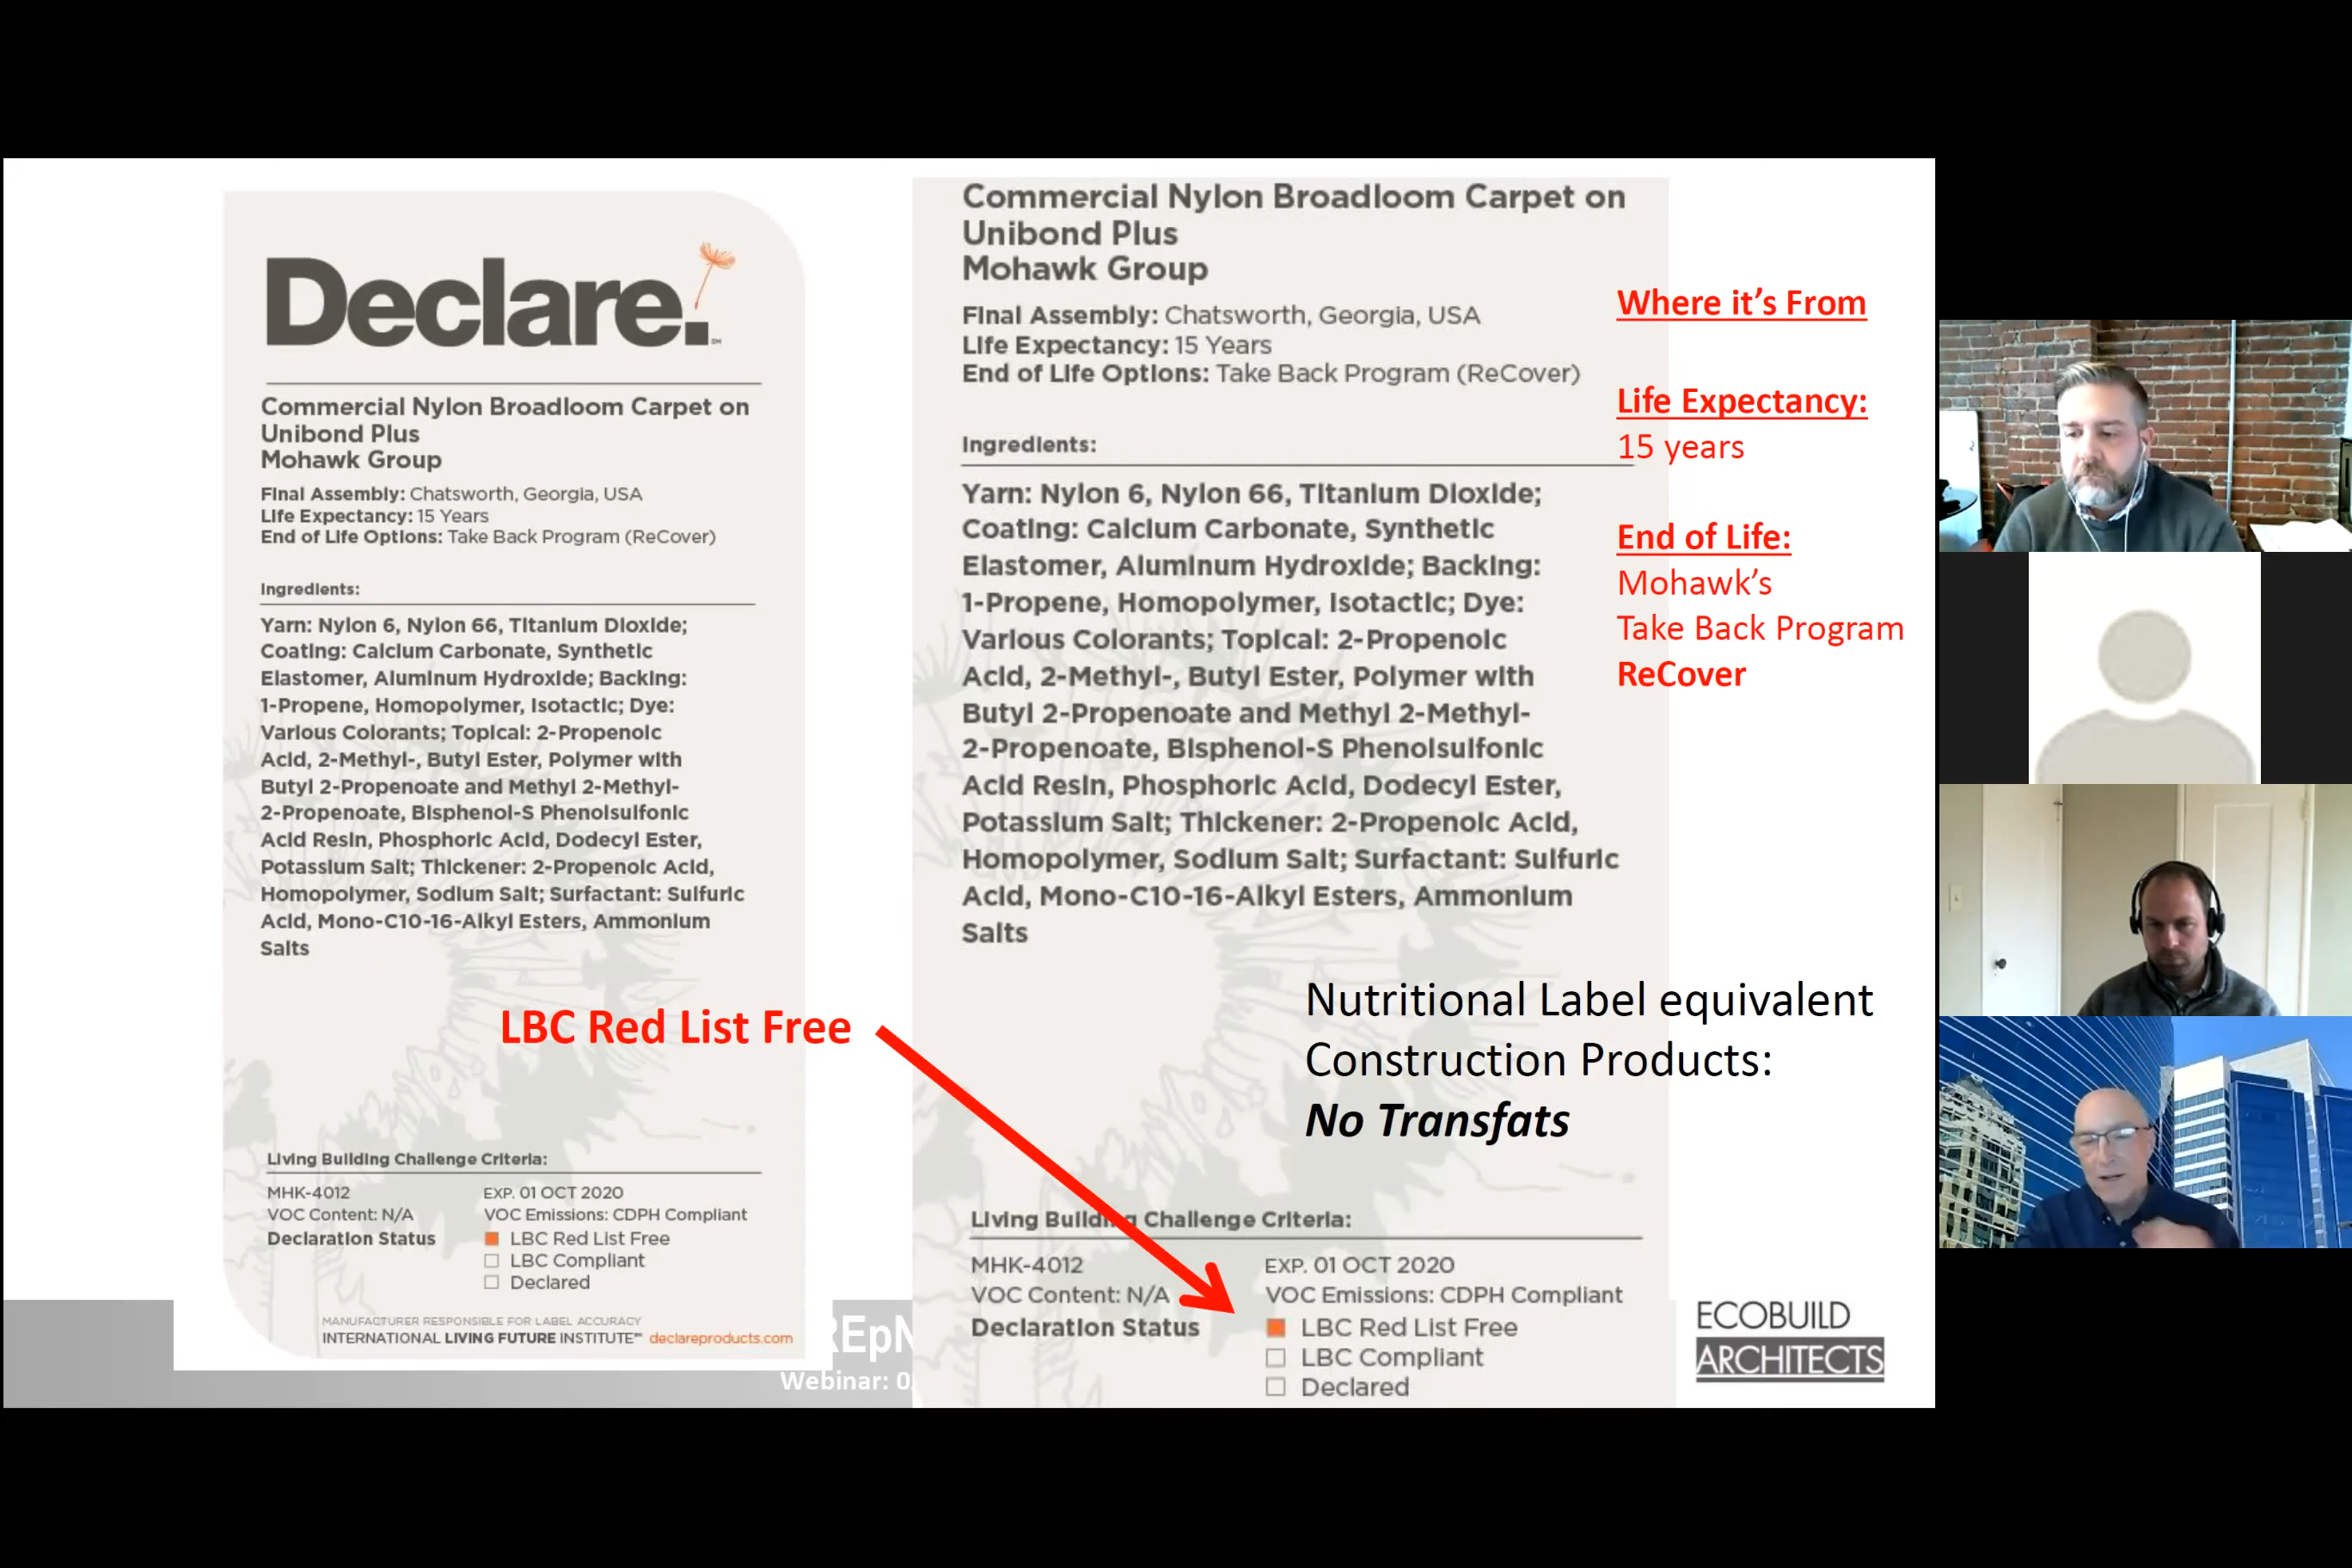 Declare.
SM
Commercial Nylon Broadloom Carpet on
Unibond Plus
Mohawk Group
Final Assembly: Chatsworth, Georgia, USA
Life Expectancy: 15 Years
End of Life Options: Take Back Program (ReCover)
Ingredients:
Yarn: Nylon 6, Nylon 66, Titanium Dioxide;
Coating: Calcium Carbonate, Synthetic
Elastomer, Aluminum Hydroxide; Backing:
1-Propene, Homopolymer, Isotactic; Dye:
Various Colorants; Topical: 2-Propenoic
Acid, 2-Methyl-, Butyl Ester, Polymer with
Butyl 2-Propenoate and Methyl 2-Methyl-
2-Propenoate, Bisphenol-S Phenolsulfonic
Acid Resin, Phosphoric Acid, Dodecyl Ester,
Potassium Salt; Thickener: 2-Propenoic Acid,
Homopolymer, Sodium Salt; Surfactant: Sulfuric
Acid, Mono-C10-16-Alkyl Esters, Ammonium
Salts
LBC Red List Free
Living Building Challenge Criteria:
MHK-4012 EXP. 01 OCT 2020
VOC Content: N/A VOC Emissions: CDPH Compliant
Declaration Status LBC Red List Free
LBC Compliant
Declared
MANUFACTURER RESPONSIBLE FOR LABEL ACCURACY
INTERNATIONAL LIVING FUTURE INSTITUTE℠ declareproducts.com
Webinar:
Commercial Nylon Broadloom Carpet on
Unibond Plus
Mohawk Group
Final Assembly: Chatsworth, Georgia, USA
Life Expectancy: 15 Years
End of Life Options: Take Back Program (ReCover)
Ingredients:
Yarn: Nylon 6, Nylon 66, Titanium Dioxide;
Coating: Calcium Carbonate, Synthetic
Elastomer, Aluminum Hydroxide; Backing:
1-Propene, Homopolymer, Isotactic; Dye:
Various Colorants; Topical: 2-Propenoic
Acid, 2-Methyl-, Butyl Ester, Polymer with
Butyl 2-Propenoate and Methyl 2-Methyl-
2-Propenoate, Bisphenol-S Phenolsulfonic
Acid Resin, Phosphoric Acid, Dodecyl Ester,
Potassium Salt; Thickener: 2-Propenoic Acid,
Homopolymer, Sodium Salt; Surfactant: Sulfuric
Acid, Mono-C10-16-Alkyl Esters, Ammonium
Salts
Living Building Challenge Criteria:
MHK-4012 EXP. 01 OCT 2020
VOC Content: N/A VOC Emissions: CDPH Compliant
Declaration Status LBC Red List Free
LBC Compliant
Declared
Where it's From
Life Expectancy:
15 years
End of Life:
Mohawk's
Take Back Program
ReCover
Nutritional Label equivalent
Construction Products:
No Transfats
ECOBUILD
ARCHITECTS